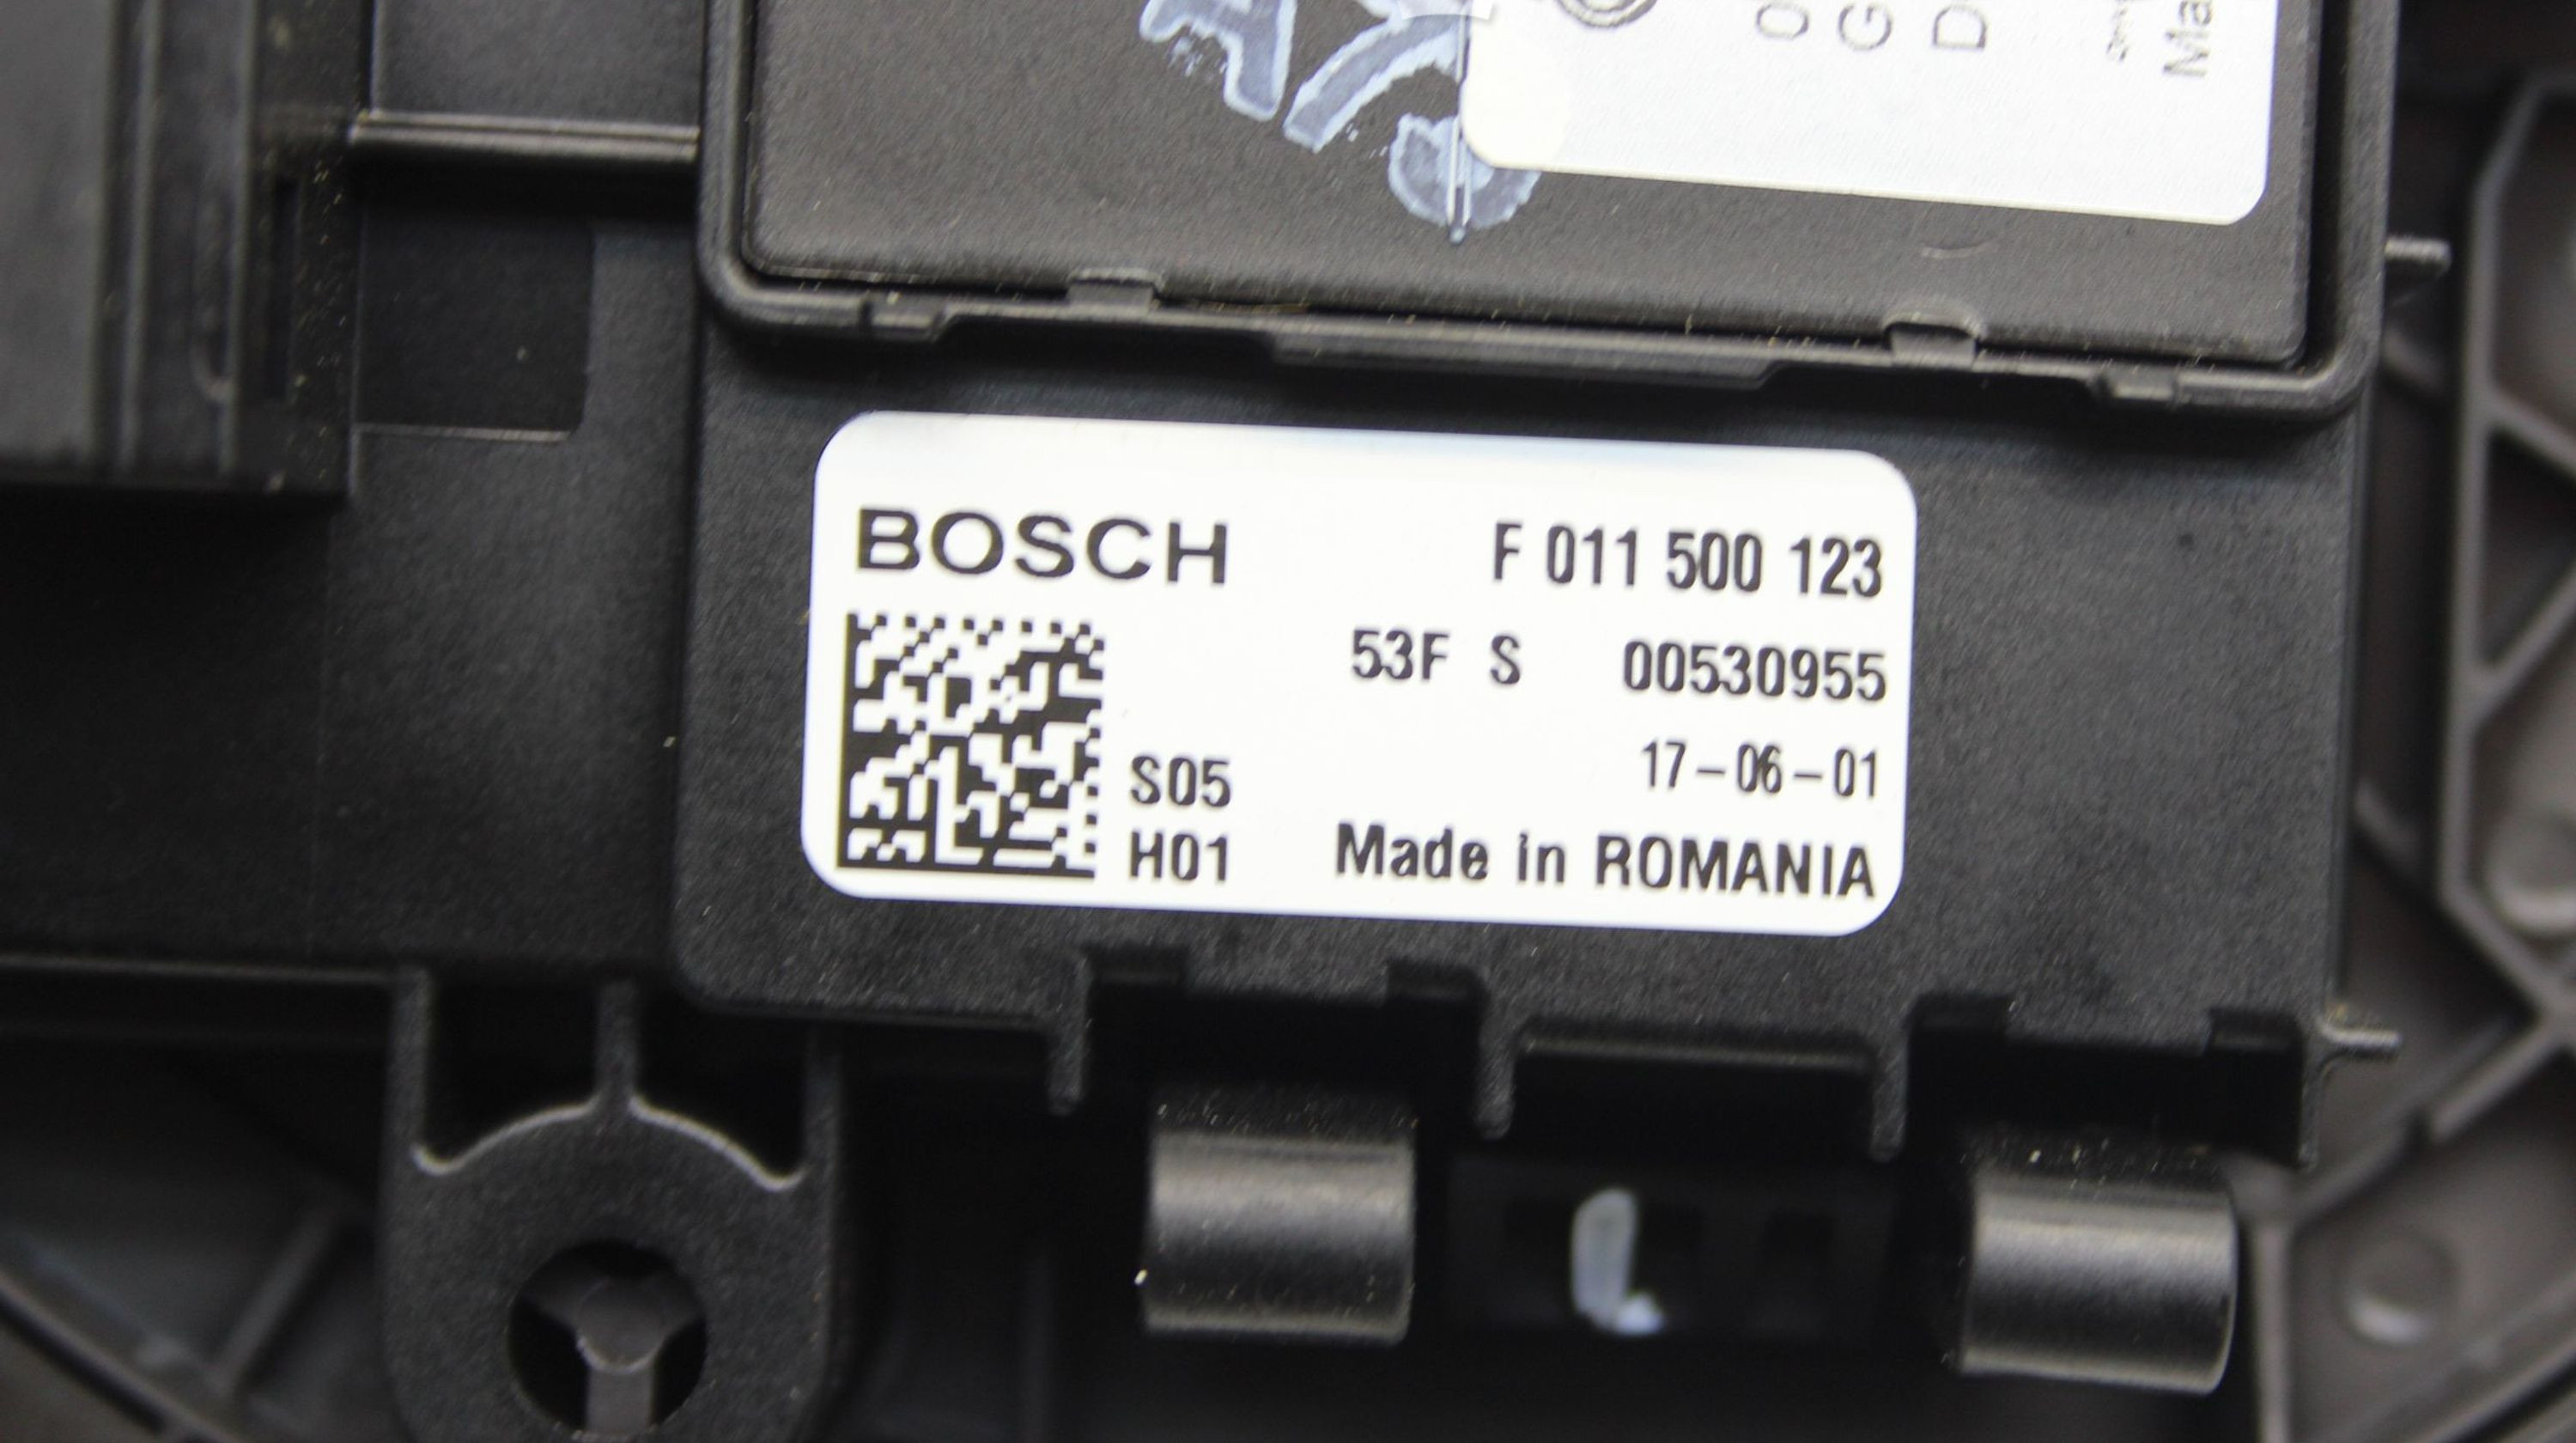 BOSCH F 011 500 123
53F S 00530955
S05 17-06-01
H01 Made in ROMANIA